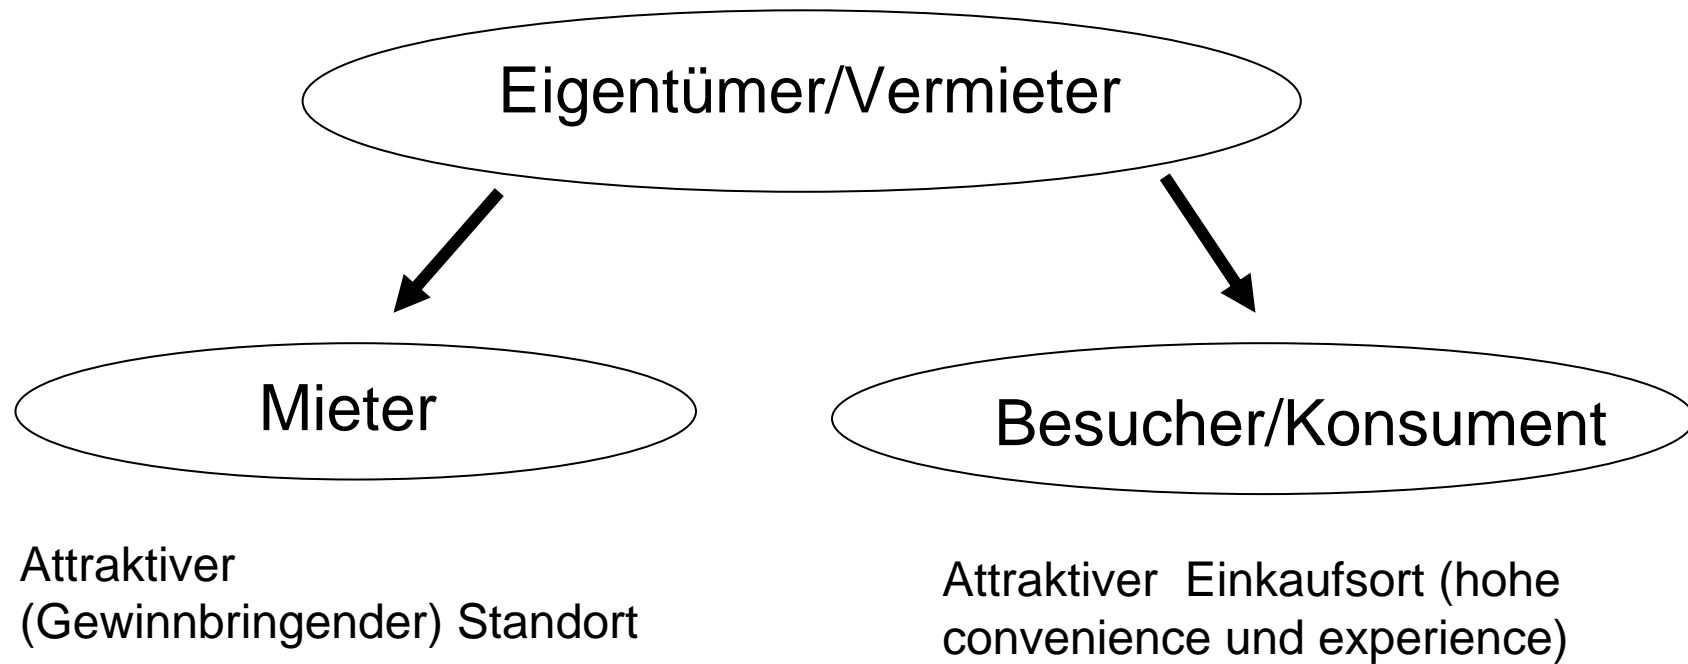 Eigentümer/Vermieter
Mieter
Besucher/Konsument
Attraktiver
(Gewinnbringender) Standort
Attraktiver Einkaufsort (hohe
convenience und experience)